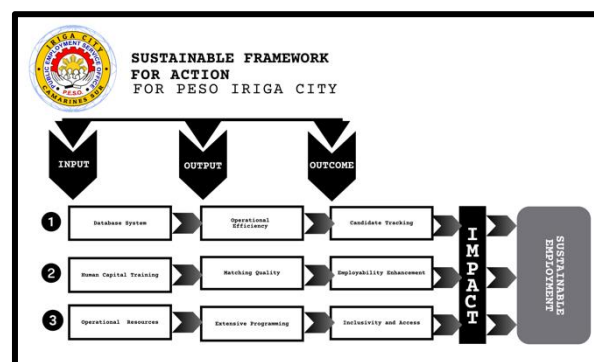 IRIGA CITY
PUBLIC EMPLOYMENT SERVICE OFFICE
P.E.S.O.
CAMARINES SUR
SUSTAINABLE FRAMEWORK
FOR ACTION
FOR PESO IRIGA CITY
INPUT
OUTPUT
OUTCOME
1
Database System
Operational
Efficiency
Candidate Tracking
2
Human Capital Training
Matching Quality
Employability Enhancement
3
Operational Resources
Extensive Programming
Inclusivity and Access
IMPACT
SUSTAINABLE
EMPLOYMENT